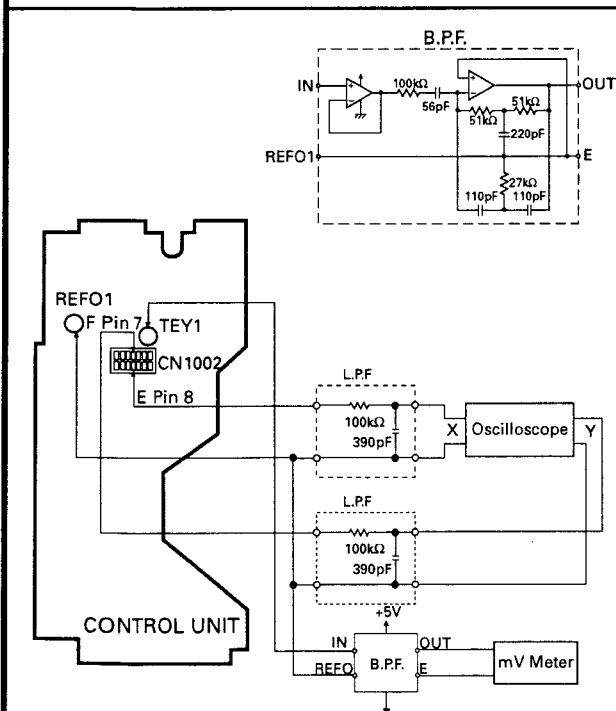 B.P.F.
IN
100kΩ
56pF
51kΩ
51kΩ
OUT
220pF
REFO1
E
27kΩ
110pF
110pF
REFO1
F Pin 7
TEY1
CN1002
E Pin 8
L.P.F
100kΩ
390pF
X
Oscilloscope
Y
L.P.F
100kΩ
390pF
CONTROL UNIT
+5V
IN
OUT
REFO
B.P.F.
E
mV Meter